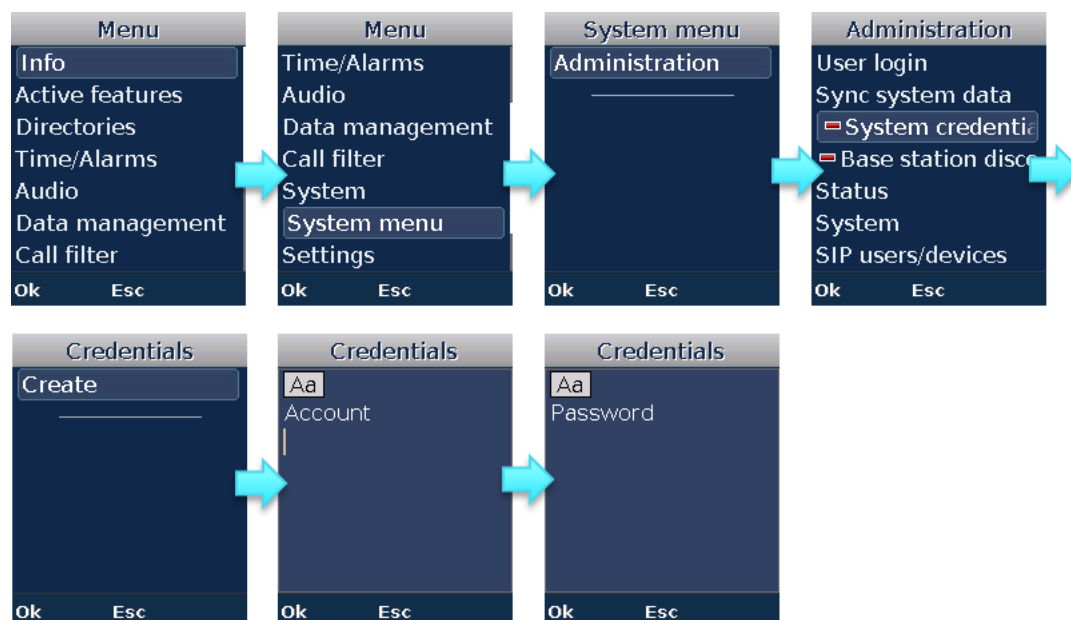 Menu
Info
Active features
Directories
Time/Alarms
Audio
Data management
Call filter
Ok Esc
Menu
Time/Alarms
Audio
Data management
Call filter
System
System menu
Settings
Ok Esc
System menu
Administration
Ok Esc
Administration
User login
Sync system data
System credentia
Base station disco
Status
System
SIP users/devices
Ok Esc
Credentials
Create
Ok Esc
Credentials
Aa
Account
Ok Esc
Credentials
Aa
Password
Ok Esc